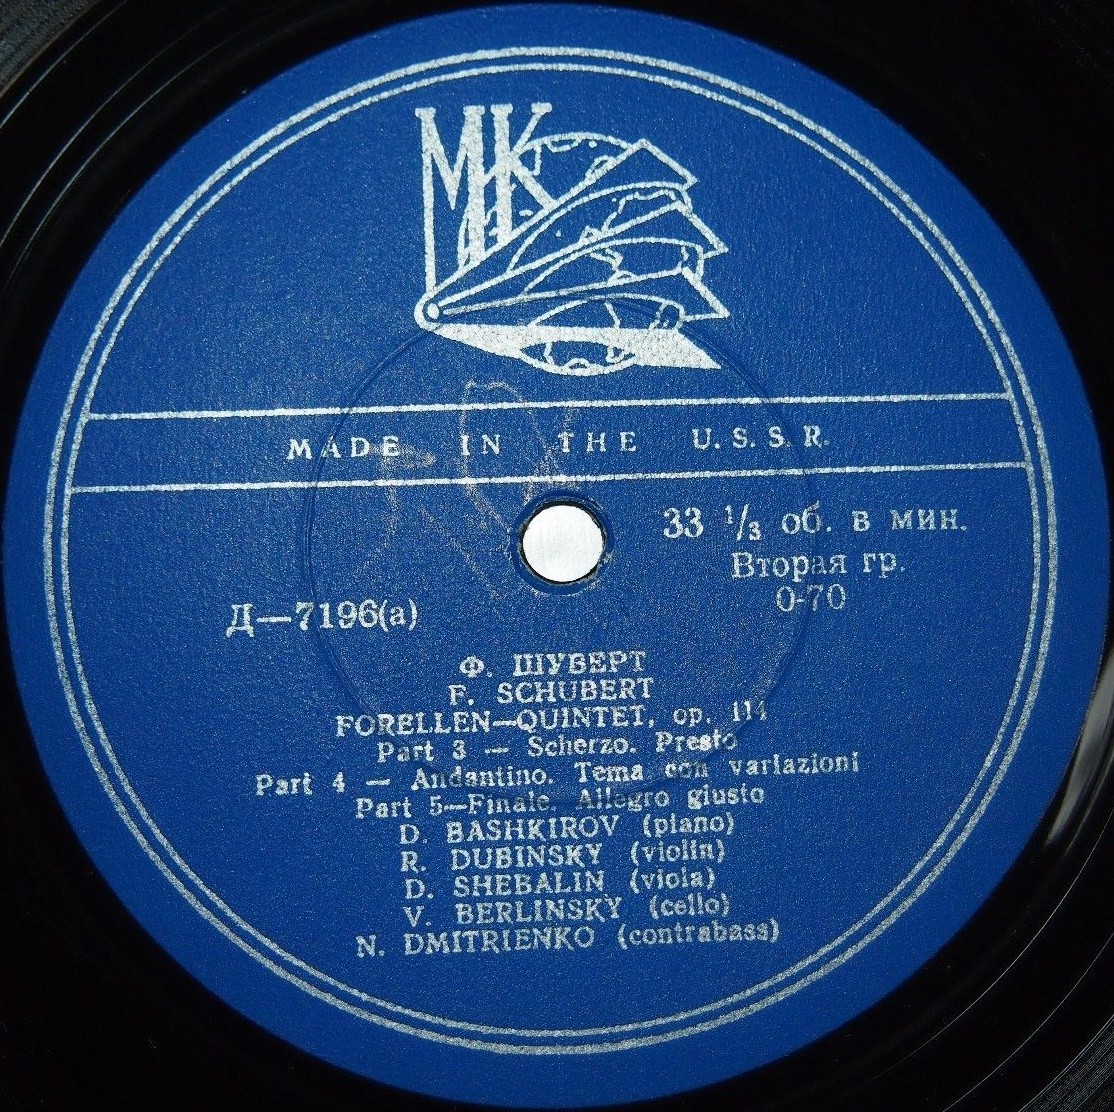 МК
MADE IN THE U.S.S.R.
33 1/3 об. в мин.
Вторая гр.
0-70
Д—7196(а)
Ф. ШУБЕРТ
F. SCHUBERT
FORELLEN—QUINTET, op. 114
Part 3 — Scherzo. Presto
Part 4 — Andantino. Tema con variazioni
Part 5—Finale. Allegro giusto
D. BASHKIROV (piano)
R. DUBINSKY (violin)
D. SHEBALIN (viola)
V. BERLINSKY (cello)
N. DMITRIENKO (contrabass)